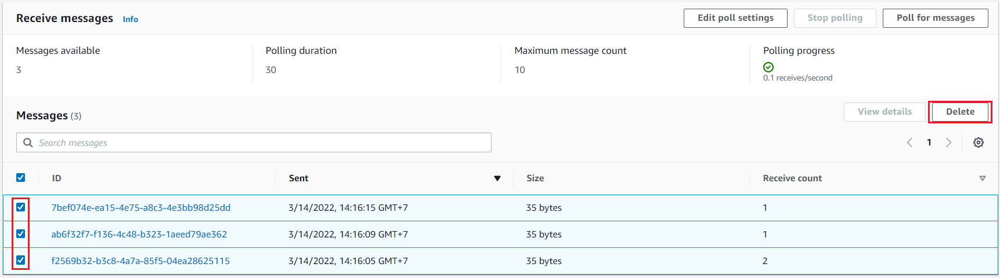 Receive messages Info Edit poll settings Stop polling Poll for messages
Messages available Polling duration Maximum message count Polling progress
3 30 10
0.1 receives/second
Messages (3) View details Delete
Search messages 1
ID Sent Size Receive count
7bef074e-ea15-4e75-a8c3-4e3bb98d25dd 3/14/2022, 14:16:15 GMT+7 35 bytes 1
ab6f32f7-f136-4c48-b323-1aeed79ae362 3/14/2022, 14:16:09 GMT+7 35 bytes 1
f2569b32-b3c8-4a7a-85f5-04ea28625115 3/14/2022, 14:16:05 GMT+7 35 bytes 2